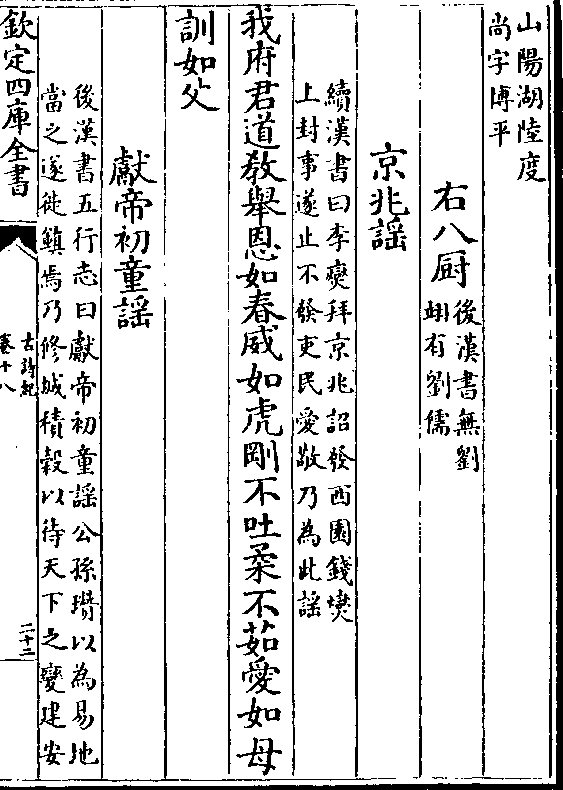 山陽湖陸度
尚字博平
右八厨
後漢書無劉
翊有劉儒
京兆謡
續漢書曰李燮拜京兆詔發西園錢燮
上封事遂止不發吏民愛敬乃為此謡
我府君道教舉恩如春威如虎剛不吐柔不茹愛如母
訓如父
獻帝初童謡
後漢書五行志曰獻帝初童謡公孫瓚以為易地
當之遂徙鎮焉乃修城積穀以待天下之變建安
欽定四庫全書
古詩紀
卷十八
二十二